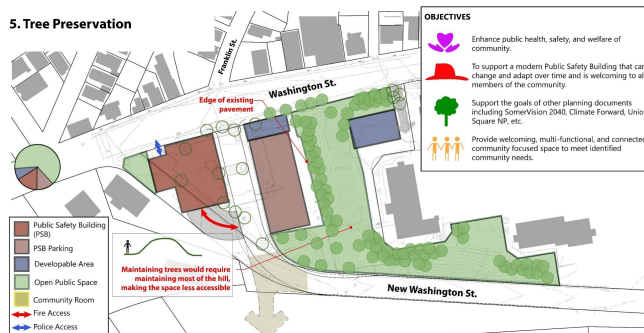 5. Tree Preservation
Franklin St.
Washington St.
Edge of existing
pavement
OBJECTIVES
Enhance public health, safety, and welfare of
community.
To support a modern Public Safety Building that can
change and adapt over time and is welcoming to all
members of the community.
Support the goals of other planning documents
including SomerVision 2040, Climate Forward, Union
Square NP, etc.
Provide welcoming, multi-functional, and connected
community focused space to meet identified
community needs.
Public Safety Building
(PSB)
PSB Parking
Developable Area
Open Public Space
Community Room
Fire Access
Police Access
Maintaining trees would require
maintaining most of the hill,
making the space less accessible
New Washington St.